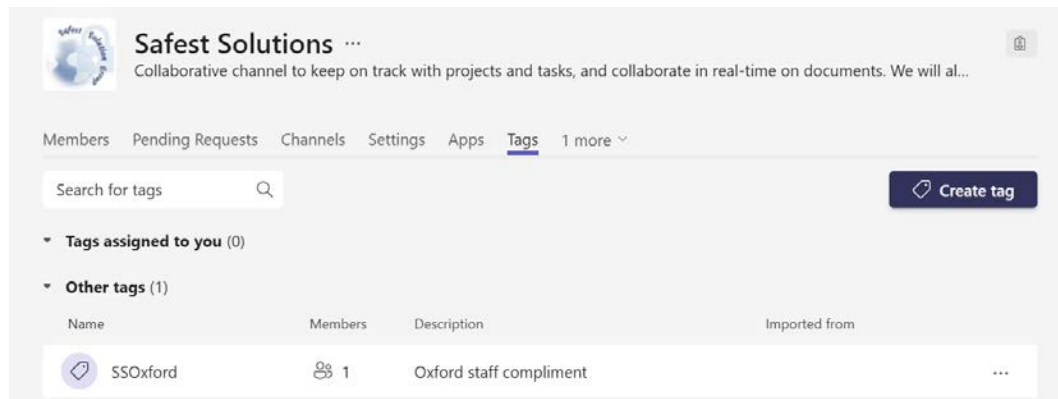 Safest Solutions ...
Collaborative channel to keep on track with projects and tasks, and collaborate in real-time on documents. We will al...
Members Pending Requests Channels Settings Apps Tags 1 more
Search for tags
Create tag
Tags assigned to you (0)
Other tags (1)
Name Members Description Imported from
SSOxford 1 Oxford staff compliment ...